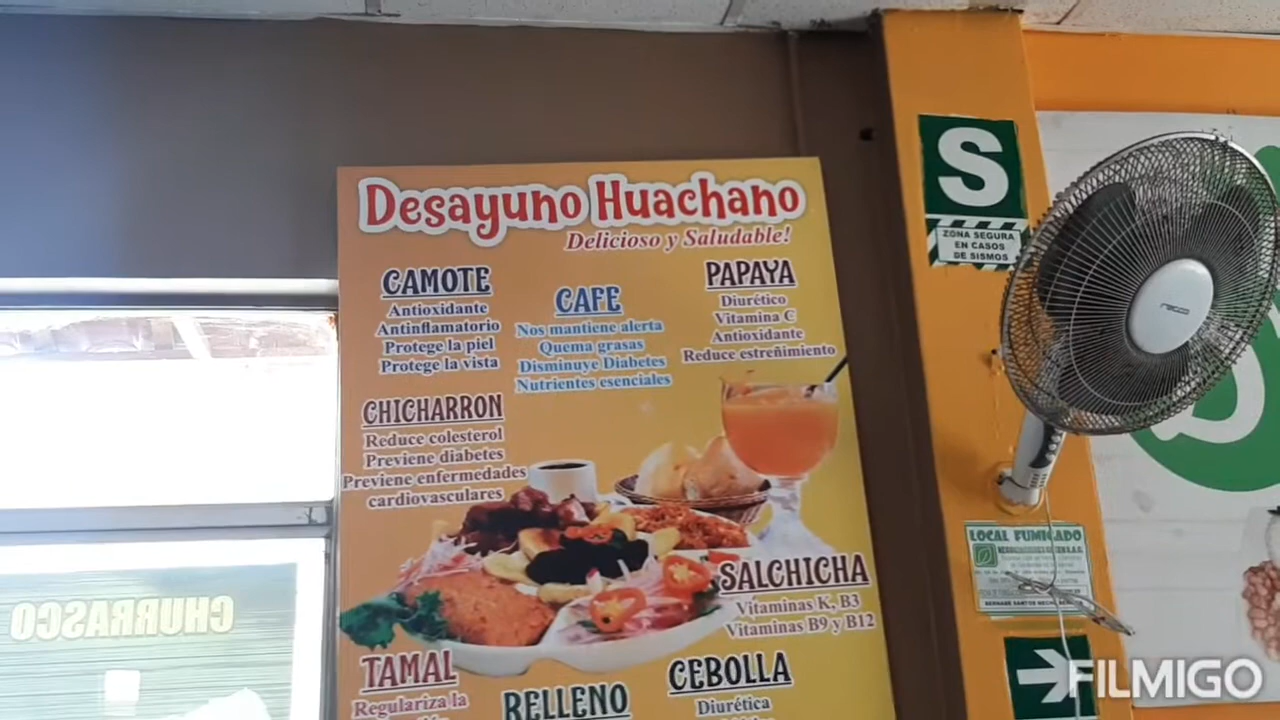 Desayuno Huachano
Delicioso y Saludable!
CAMOTE
Antioxidante
Antinflamatorio
Protege la piel
Protege la vista
CAFE
Nos mantiene alerta
Quema grasas
Disminuye Diabetes
Nutrientes esenciales
PAPAYA
Diurético
Vitamina C
Antioxidante
Reduce estreñimiento
CHICHARRON
Reduce colesterol
Previene diabetes
Previene enfermedades
cardiovasculares
SALCHICHA
Vitaminas K, B3
Vitaminas B9 y B12
TAMAL
Regulariza la
RELLENO
CEBOLLA
Diurética
S
ZONA SEGURA
EN CASOS
DE SISMOS
LOCAL FUMIGADO
CHURRASCO
FILMIGO